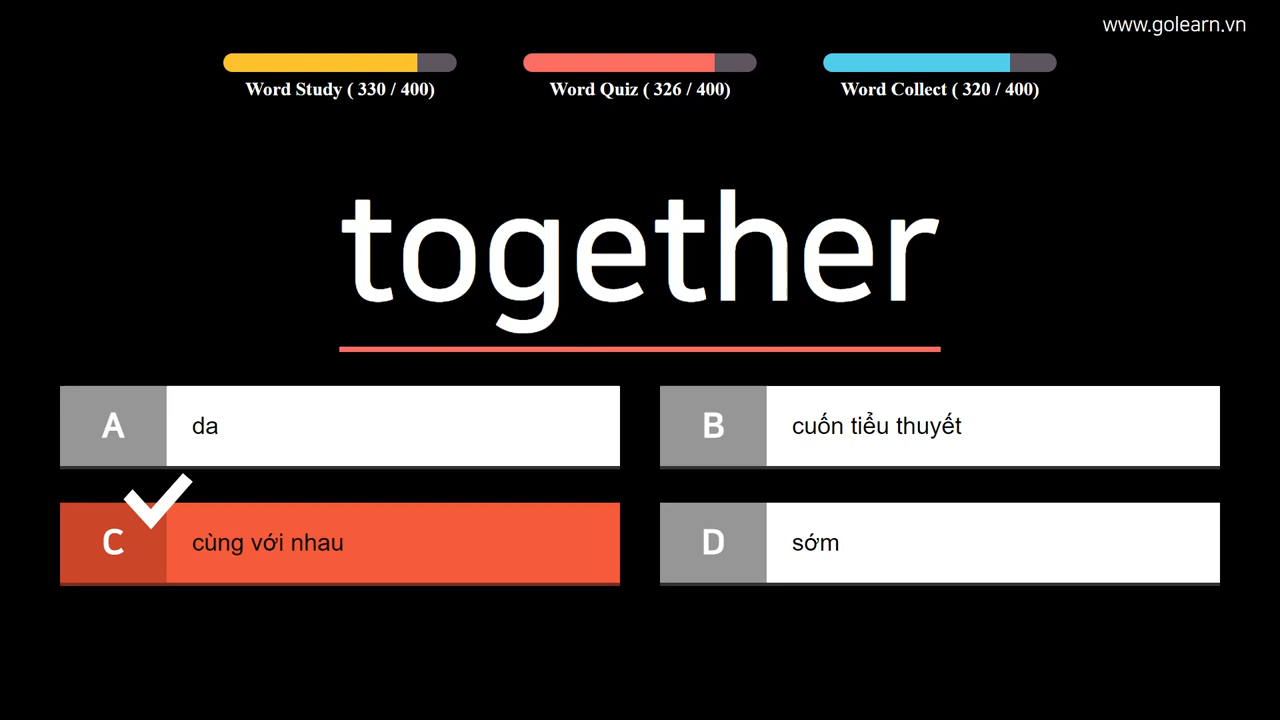 www.golearn.vn
Word Study ( 330 / 400)
Word Quiz ( 326 / 400)
Word Collect ( 320 / 400)
together
A da
B cuốn tiểu thuyết
C cùng với nhau
D sớm